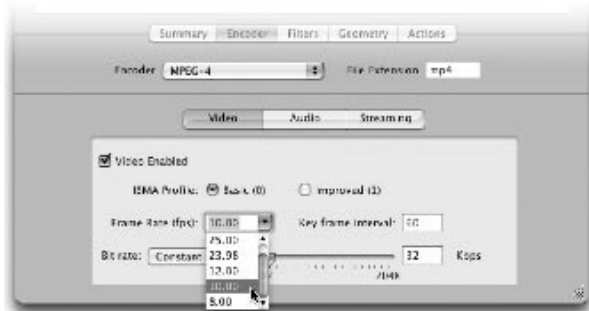 Summary Encoder Filters Geometry Actions
Encoder MPEG-4 File Extension mp4
Video Audio Streaming
Video Enabled
ISMA Profile: Basic (0) Improved (1)
Frame Rate (fps): 10.00 Key frame interval: 60
25.00
Bit rate: Constant 23.98 32 Kbps
12.00
2048
10.00
8.00